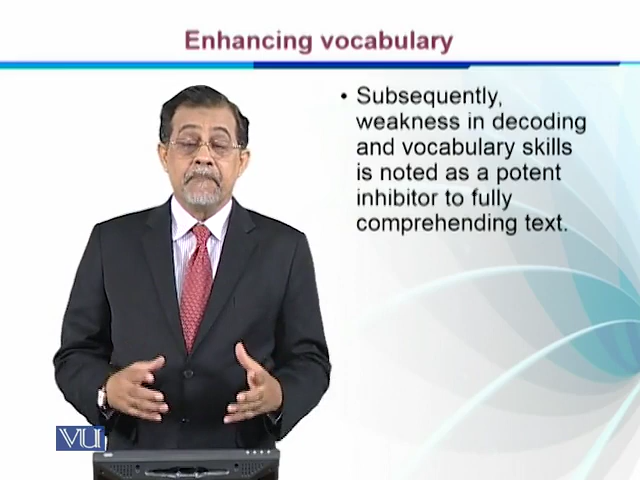 Enhancing vocabulary
• Subsequently,
weakness in decoding
and vocabulary skills
is noted as a potent
inhibitor to fully
comprehending text.
VU